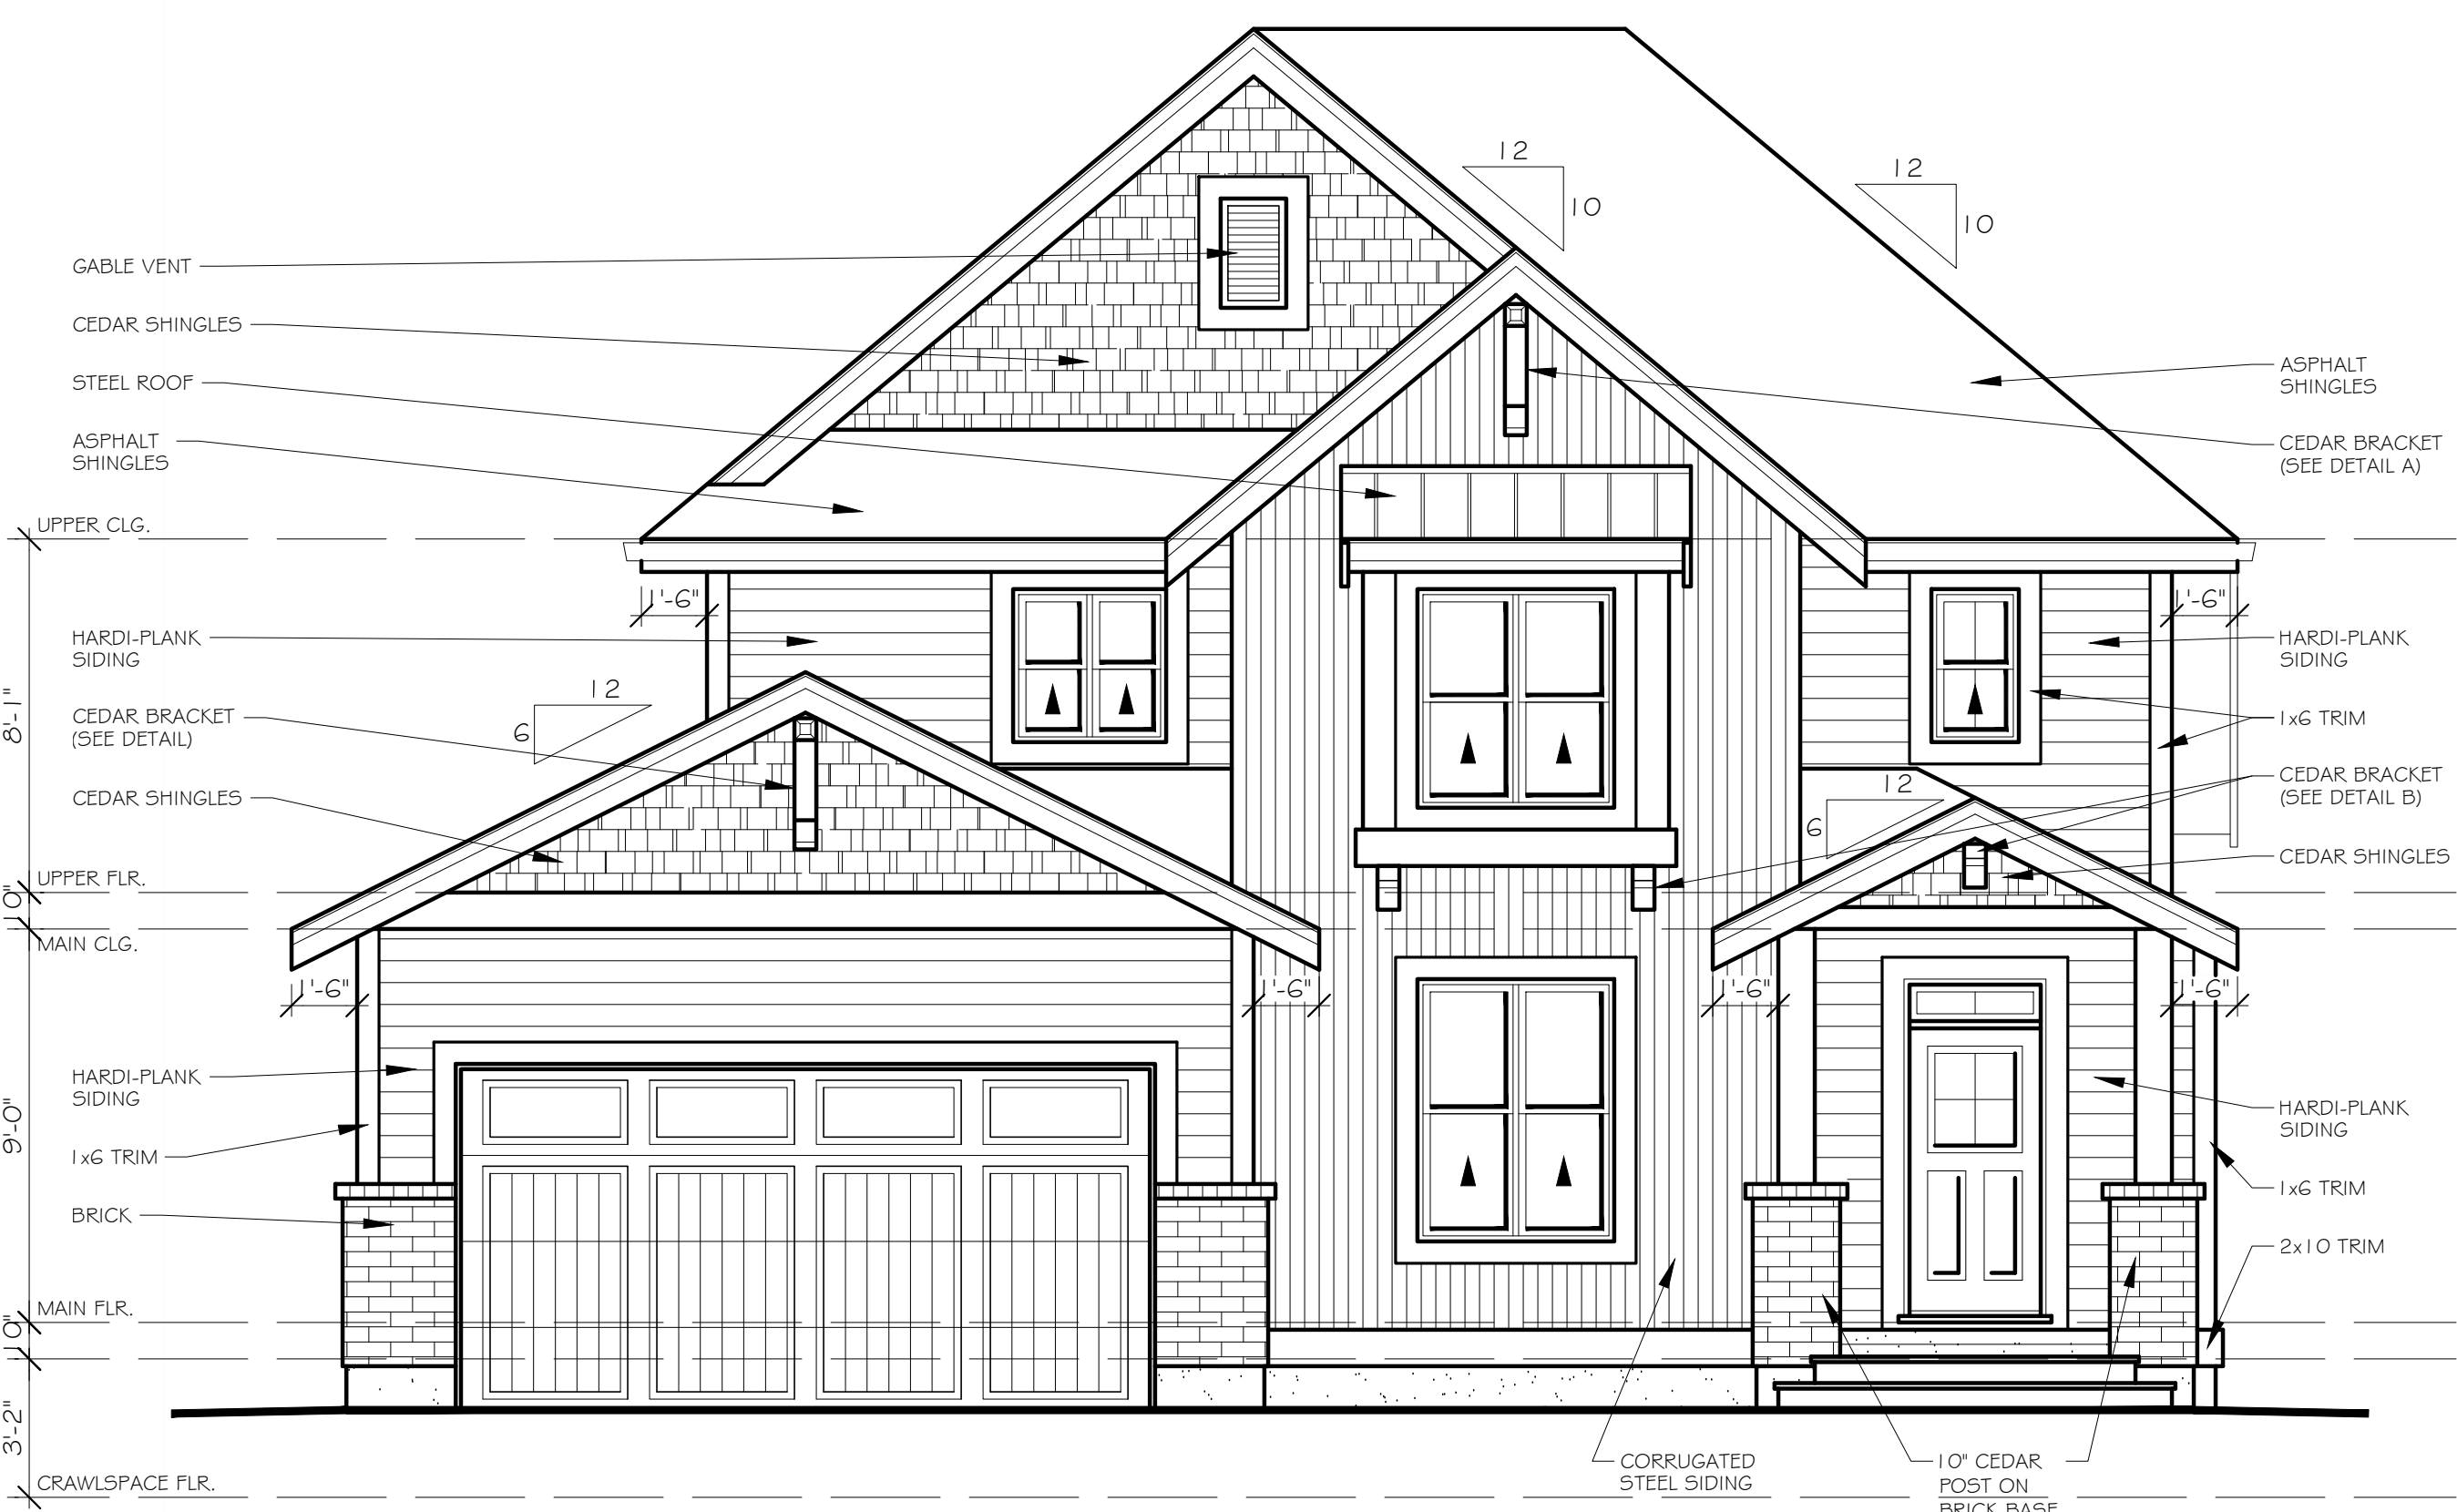 12
10
12
10
GABLE VENT
CEDAR SHINGLES
STEEL ROOF
ASPHALT
SHINGLES
ASPHALT
SHINGLES
CEDAR BRACKET
(SEE DETAIL A)
UPPER CLG.
1'-6"
1'-6"
HARDI-PLANK
SIDING
HARDI-PLANK
SIDING
8'-1"
12
6
CEDAR BRACKET
(SEE DETAIL)
1x6 TRIM
CEDAR SHINGLES
12
6
CEDAR BRACKET
(SEE DETAIL B)
CEDAR SHINGLES
UPPER FLR.
10"
MAIN CLG.
1'-6"
1'-6"
1'-6"
1'-6"
HARDI-PLANK
SIDING
9'-0"
1x6 TRIM
BRICK
HARDI-PLANK
SIDING
1x6 TRIM
2x10 TRIM
MAIN FLR.
10"
3'-2"
CRAWLSPACE FLR.
CORRUGATED
STEEL SIDING
10" CEDAR
POST ON
BRICK BASE